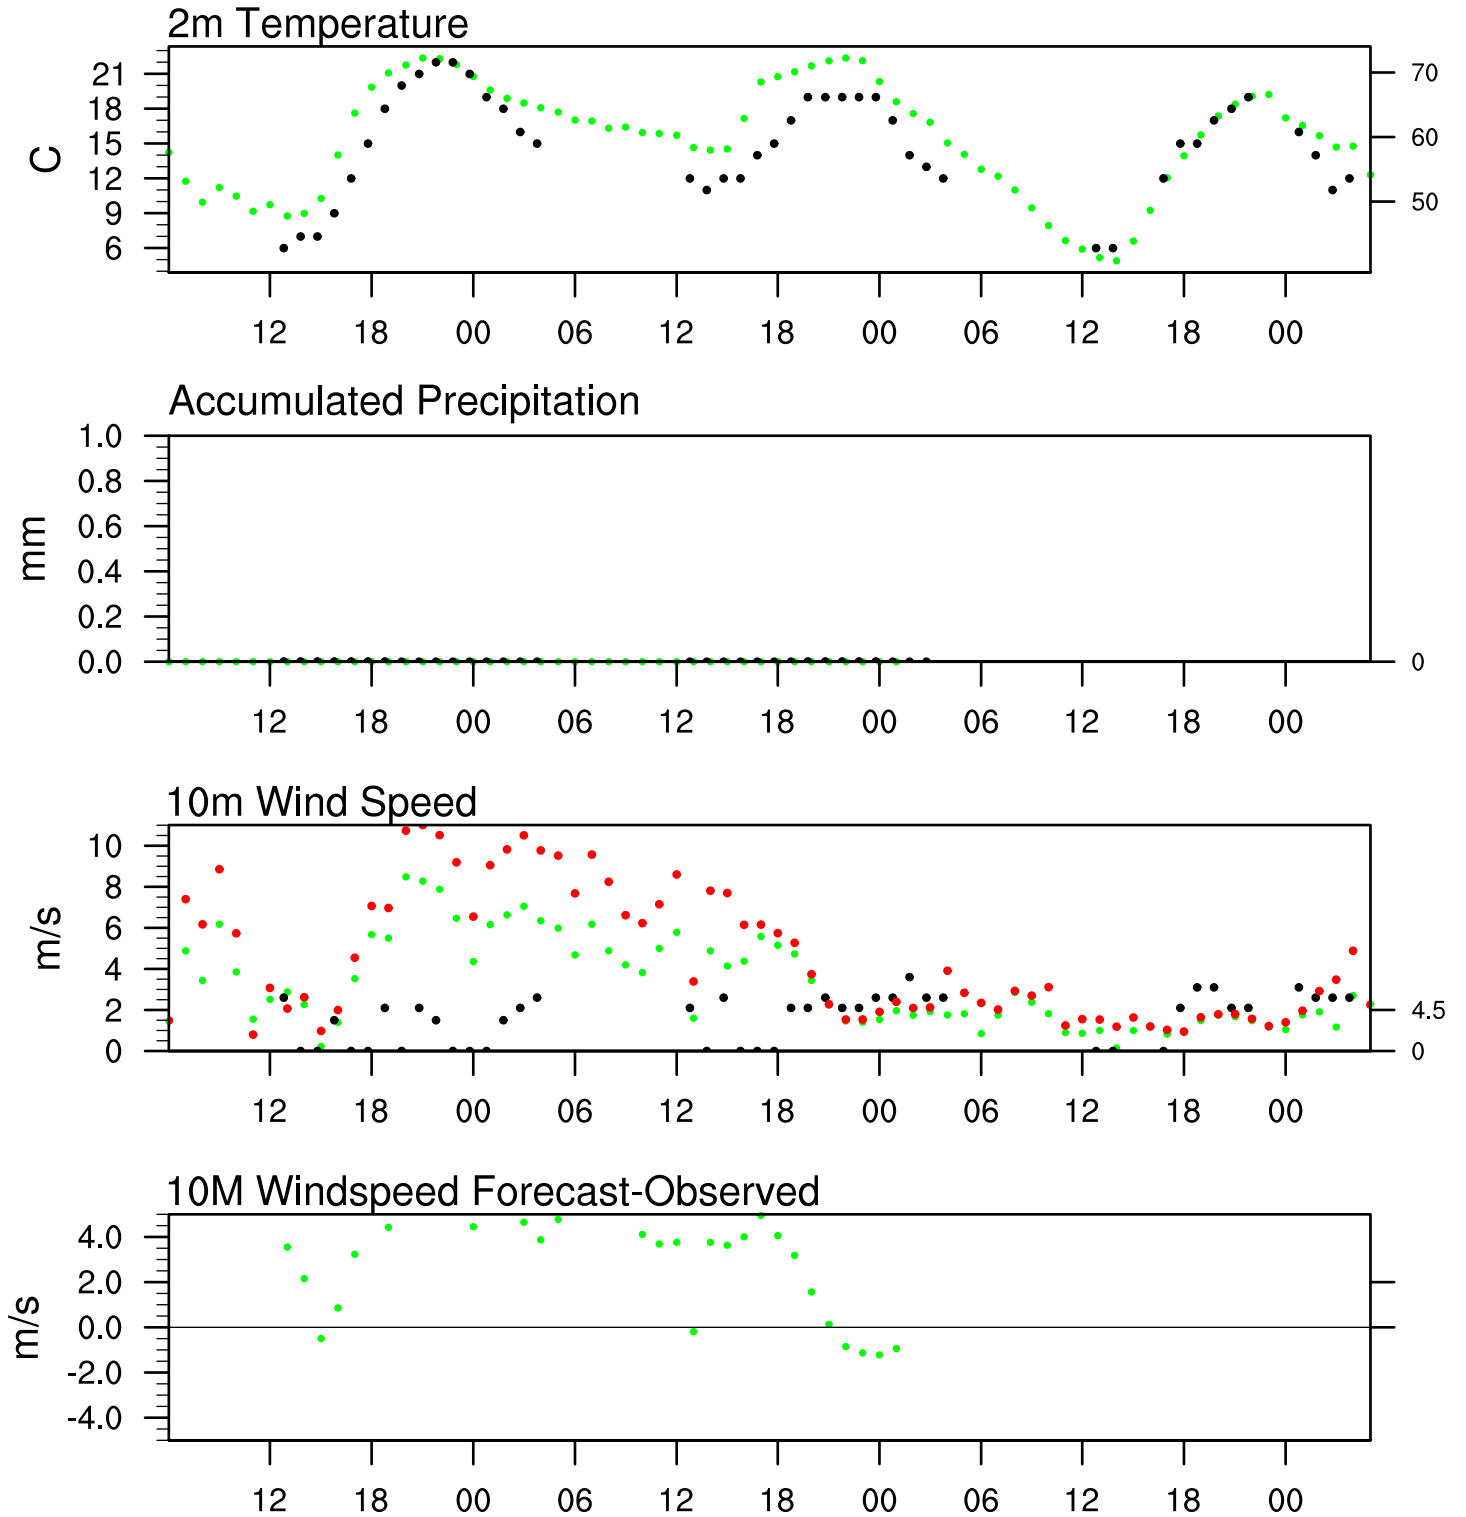 2m Temperature
21
18
15
12
9
6
C
70
60
50
12 18 00 06 12 18 00 06 12 18 00
Accumulated Precipitation
1.0
0.8
0.6
0.4
0.2
0.0
mm
0
12 18 00 06 12 18 00 06 12 18 00
10m Wind Speed
10
8
6
4
2
0
m/s
4.5
0
12 18 00 06 12 18 00 06 12 18 00
10M Windspeed Forecast-Observed
4.0
2.0
0.0
-2.0
-4.0
m/s
12 18 00 06 12 18 00 06 12 18 00